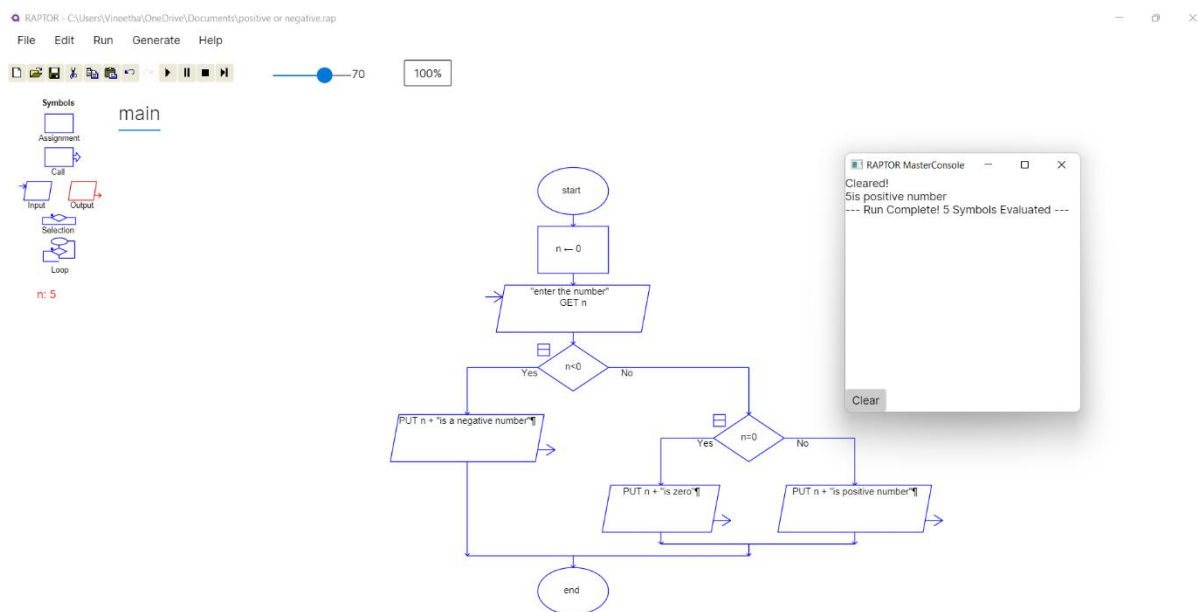 RAPTOR - C:\Users\Vineetha\OneDrive\Documents\positive or negative.rap
File Edit Run Generate Help
70
100%
Symbols
Assignment
Call
Input Output
Selection
Loop
n: 5
main
start
n ← 0
"enter the number"
GET n
n<0
Yes No
PUT n + "is a negative number"¶
n=0
Yes No
PUT n + "is zero"¶
PUT n + "is positive number"¶
end
RAPTOR MasterConsole
Cleared!
5is positive number
--- Run Complete! 5 Symbols Evaluated ---
Clear